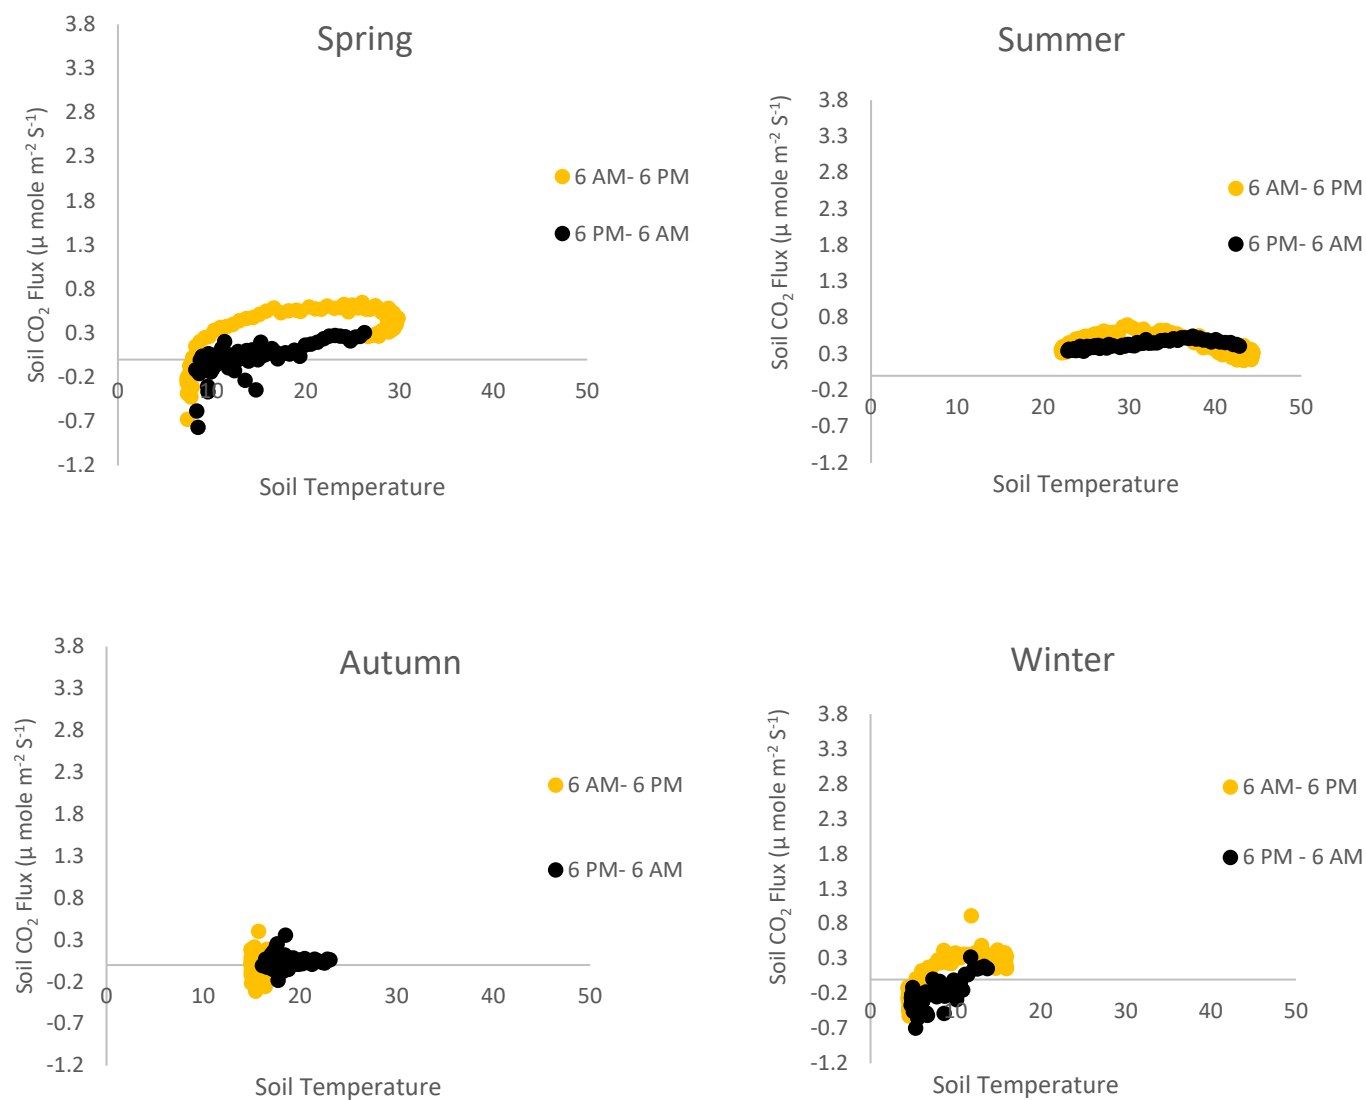 Spring
3.8
3.3
2.8
2.3
1.8
1.3
0.8
0.3
-0.2
-0.7
-1.2
0 10 20 30 40 50
Soil CO2 Flux (µ mole m-2 S-1)
Soil Temperature
6 AM- 6 PM
6 PM- 6 AM
Summer
3.8
3.3
2.8
2.3
1.8
1.3
0.8
0.3
-0.2
-0.7
-1.2
0 10 20 30 40 50
Soil CO2 Flux (µ mole m-2 S-1)
Soil Temperature
6 AM- 6 PM
6 PM- 6 AM
Autumn
3.8
3.3
2.8
2.3
1.8
1.3
0.8
0.3
-0.2
-0.7
-1.2
0 10 20 30 40 50
Soil CO2 Flux (µ mole m-2 S-1)
Soil Temperature
6 AM- 6 PM
6 PM- 6 AM
Winter
3.8
3.3
2.8
2.3
1.8
1.3
0.8
0.3
-0.2
-0.7
-1.2
0 10 20 30 40 50
Soil CO2 Flux (µ mole m-2 S-1)
Soil Temperature
6 AM- 6 PM
6 PM - 6 AM